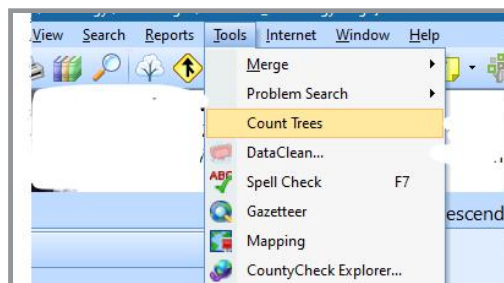 View Search Reports Tools Internet Window Help
Merge
Problem Search
Count Trees
DataClean...
ABC Spell Check F7
Gazetteer
escend
Mapping
CountyCheck Explorer...